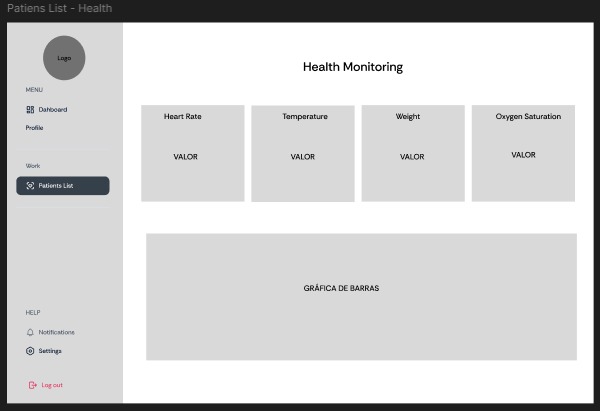 Patiens List - Health
Logo
MENU
Dahboard
Profile
Work
Patients List
HELP
Notifications
Settings
Log out
Health Monitoring
Heart Rate
VALOR
Temperature
VALOR
Weight
VALOR
Oxygen Saturation
VALOR
GRÁFICA DE BARRAS